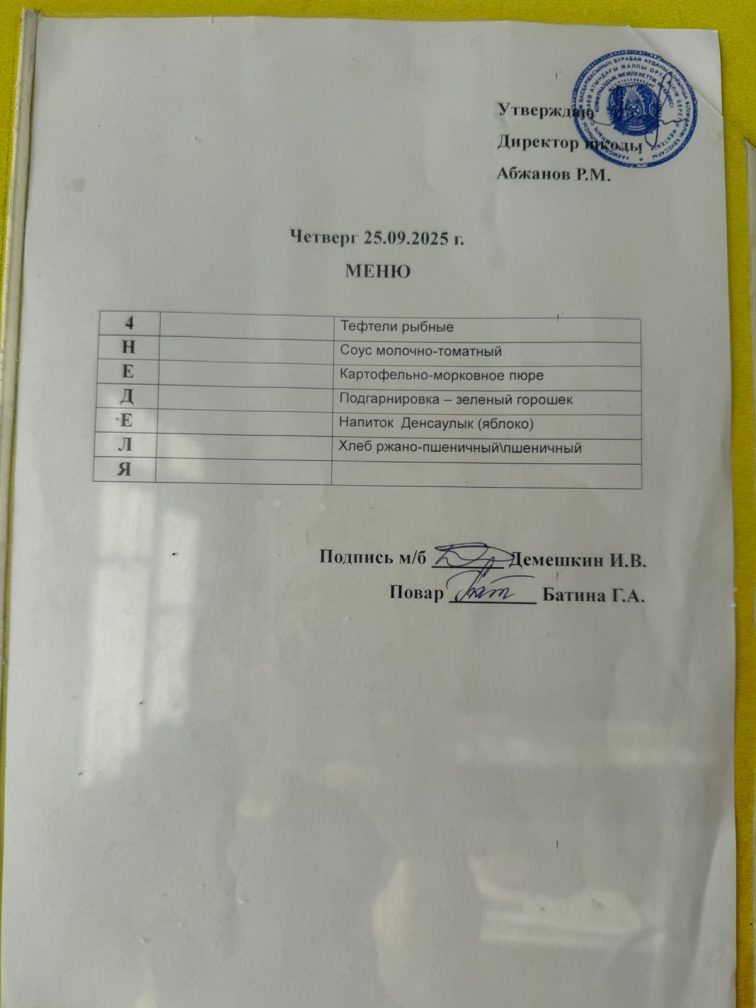 Утверждаю
Директор школы
Абжанов Р.М.
Четверг 25.09.2025 г.
МЕНЮ
4 Тефтели рыбные
Н Соус молочно-томатный
Е Картофельно-морковное пюре
Д Подгарнировка – зеленый горошек
Е Напиток Денсаулык (яблоко)
Л Хлеб ржано-пшеничный\пшеничный
Я
Подпись м/б Демешкин И.В.
Повар Батина Г.А.